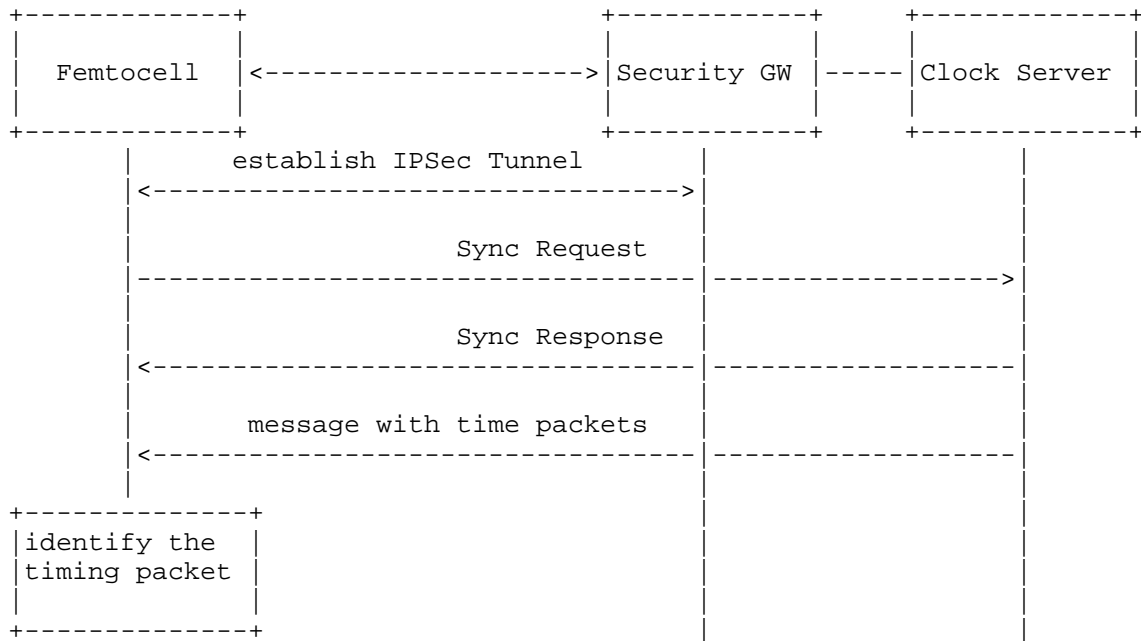 Femtocell Security GW Clock Server
establish IPSec Tunnel
Sync Request
Sync Response
message with time packets
identify the
timing packet